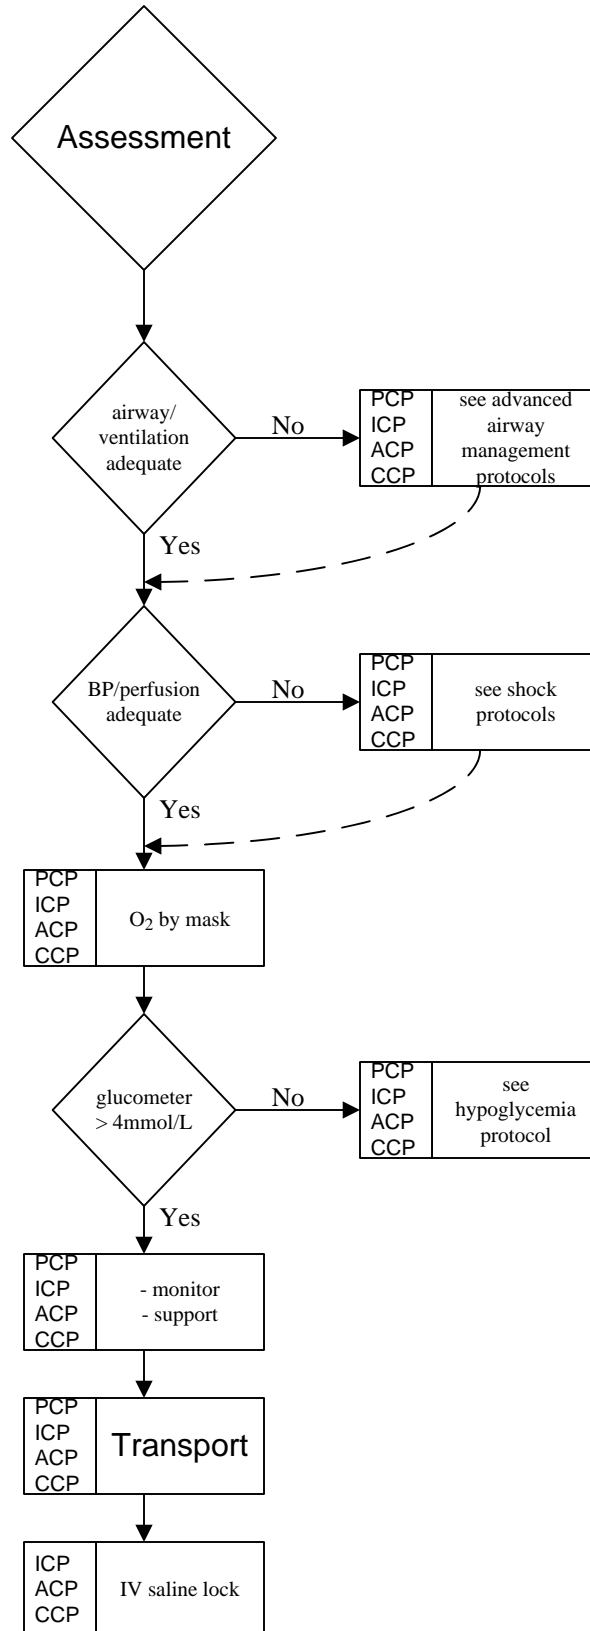 Assessment
airway/
ventilation
adequate
No
PCP
ICP
ACP
CCP
see advanced
airway
management
protocols
Yes
BP/perfusion
adequate
No
PCP
ICP
ACP
CCP
see shock
protocols
Yes
PCP
ICP
ACP
CCP
O₂ by mask
glucometer
> 4mmol/L
No
PCP
ICP
ACP
CCP
see
hypoglycemia
protocol
Yes
PCP
ICP
ACP
CCP
- monitor
- support
PCP
ICP
ACP
CCP
Transport
ICP
ACP
CCP
IV saline lock